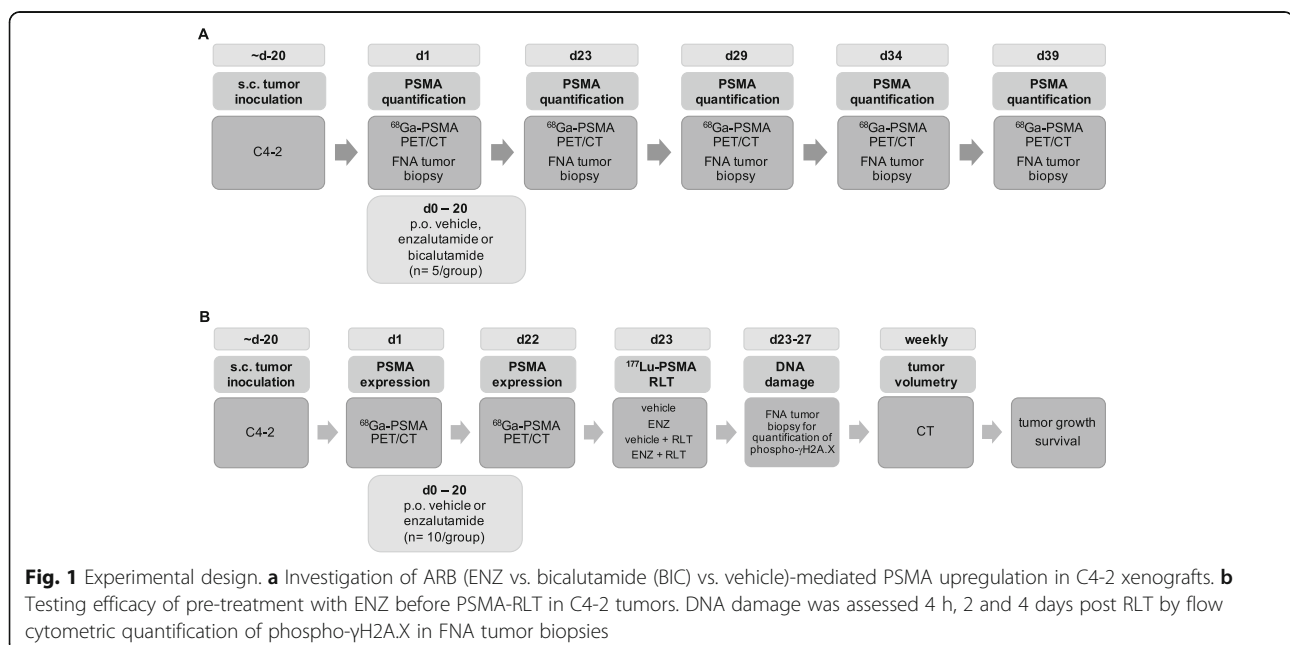 A
~d-20 d1 d23 d29 d34 d39
s.c. tumor PSMA PSMA PSMA PSMA PSMA
inoculation quantification quantification quantification quantification quantification
⁶⁸Ga-PSMA ⁶⁸Ga-PSMA ⁶⁸Ga-PSMA ⁶⁸Ga-PSMA ⁶⁸Ga-PSMA
PET/CT PET/CT PET/CT PET/CT PET/CT
C4-2
FNA tumor FNA tumor FNA tumor FNA tumor FNA tumor
biopsy biopsy biopsy biopsy biopsy
d0 – 20
p.o. vehicle,
enzalutamide or
bicalutamide
(n= 5/group)
B
~d-20 d1 d22 d23 d23-27 weekly
s.c. tumor PSMA PSMA ¹⁷⁷Lu-PSMA DNA tumor
inoculation expression expression RLT damage volumetry
C4-2
⁶⁸Ga-PSMA
PET/CT
⁶⁸Ga-PSMA
PET/CT
vehicle
ENZ
vehicle + RLT
ENZ + RLT
FNA tumor
biopsy for
quantification of
phospho-γH2A.X
CT
tumor growth
survival
d0 – 20
p.o. vehicle or
enzalutamide
(n= 10/group)
Fig. 1 Experimental design. a Investigation of ARB (ENZ vs. bicalutamide (BIC) vs. vehicle)-mediated PSMA upregulation in C4-2 xenografts. b
Testing efficacy of pre-treatment with ENZ before PSMA-RLT in C4-2 tumors. DNA damage was assessed 4 h, 2 and 4 days post RLT by flow
cytometric quantification of phospho-γH2A.X in FNA tumor biopsies